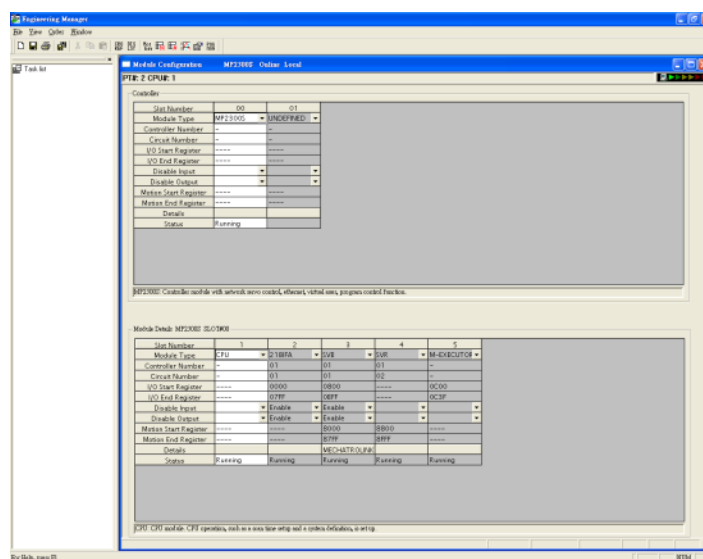 Engineering Manager
File View Order Window
Task list
Module Configuration MP2300S Online Local
PT#: 2 CPU#: 1
Controller
Slot Number 00 01
Module Type MP2300S UNDEFINED
Controller Number - -
Circuit Number - -
I/O Start Register ---- ----
I/O End Register ---- ----
Disable Input
Disable Output
Motion Start Register ---- ----
Motion End Register ---- ----
Details
Status Running
MP2300S: Controller module with network servo control, ethernet, virtual axes, program control function.
Module Details: MP2300S SLOT#00
Slot Number 1 2 3 4 5
Module Type CPU 218IFA SVB SVR M-EXECUTOR
Controller Number - 01 01 01 -
Circuit Number - 01 01 02 -
I/O Start Register ---- 0000 0800 ---- 0C00
I/O End Register ---- 07FF 0BFF ---- 0C3F
Disable Input Enable Enable
Disable Output Enable Enable
Motion Start Register ---- ---- 8000 8800 ----
Motion End Register ---- ---- 87FF 8FFF ----
Details MECHATROLINK
Status Running Running Running Running Running
CPU: CPU module. CPU operation, such as a scan time setup and a system definition, is set up.
For Help, press F1
NUM